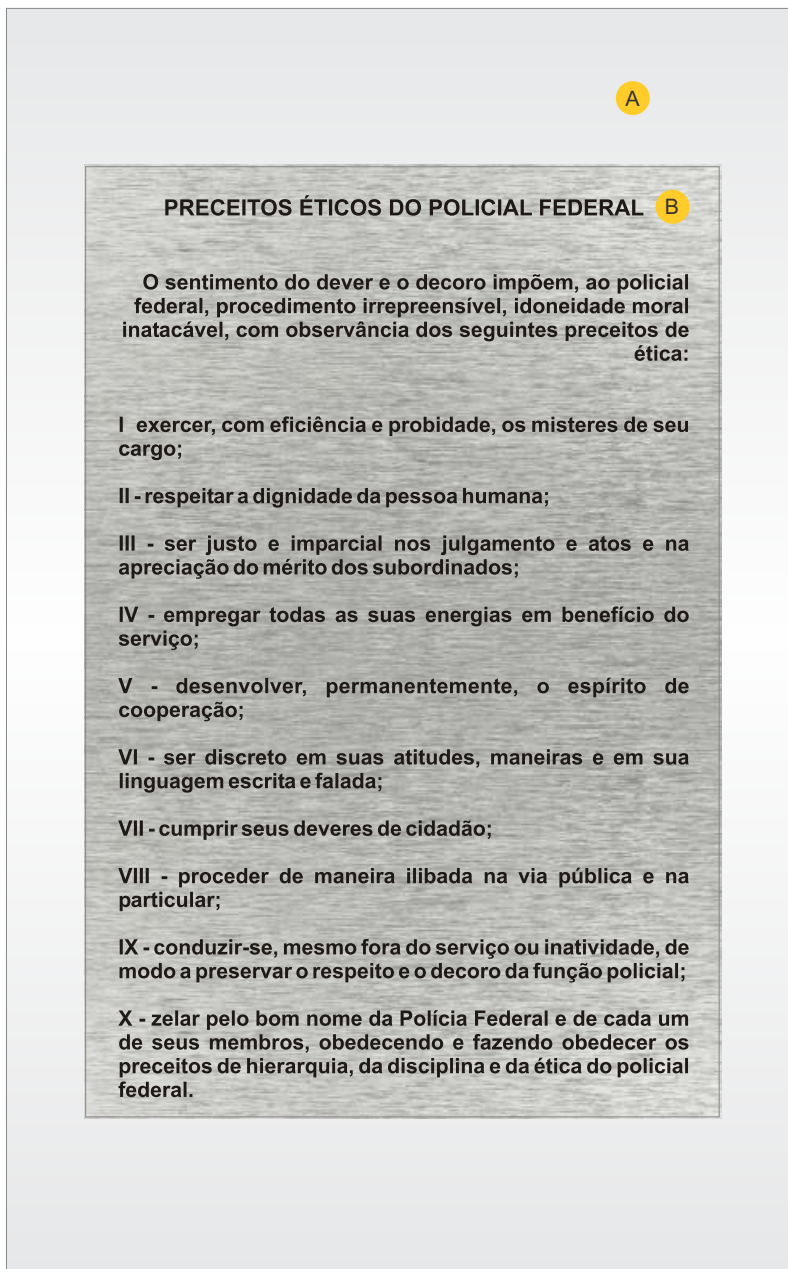 A
PRECEITOS ÉTICOS DO POLICIAL FEDERAL B
O sentimento do dever e o decoro impõem, ao policial
federal, procedimento irrepreensível, idoneidade moral
inatacável, com observância dos seguintes preceitos de
ética:
I exercer, com eficiência e probidade, os misteres de seu
cargo;
II - respeitar a dignidade da pessoa humana;
III - ser justo e imparcial nos julgamento e atos e na
apreciação do mérito dos subordinados;
IV - empregar todas as suas energias em benefício do
serviço;
V - desenvolver, permanentemente, o espírito de
cooperação;
VI - ser discreto em suas atitudes, maneiras e em sua
linguagem escrita e falada;
VII - cumprir seus deveres de cidadão;
VIII - proceder de maneira ilibada na via pública e na
particular;
IX - conduzir-se, mesmo fora do serviço ou inatividade, de
modo a preservar o respeito e o decoro da função policial;
X - zelar pelo bom nome da Polícia Federal e de cada um
de seus membros, obedecendo e fazendo obedecer os
preceitos de hierarquia, da disciplina e da ética do policial
federal.